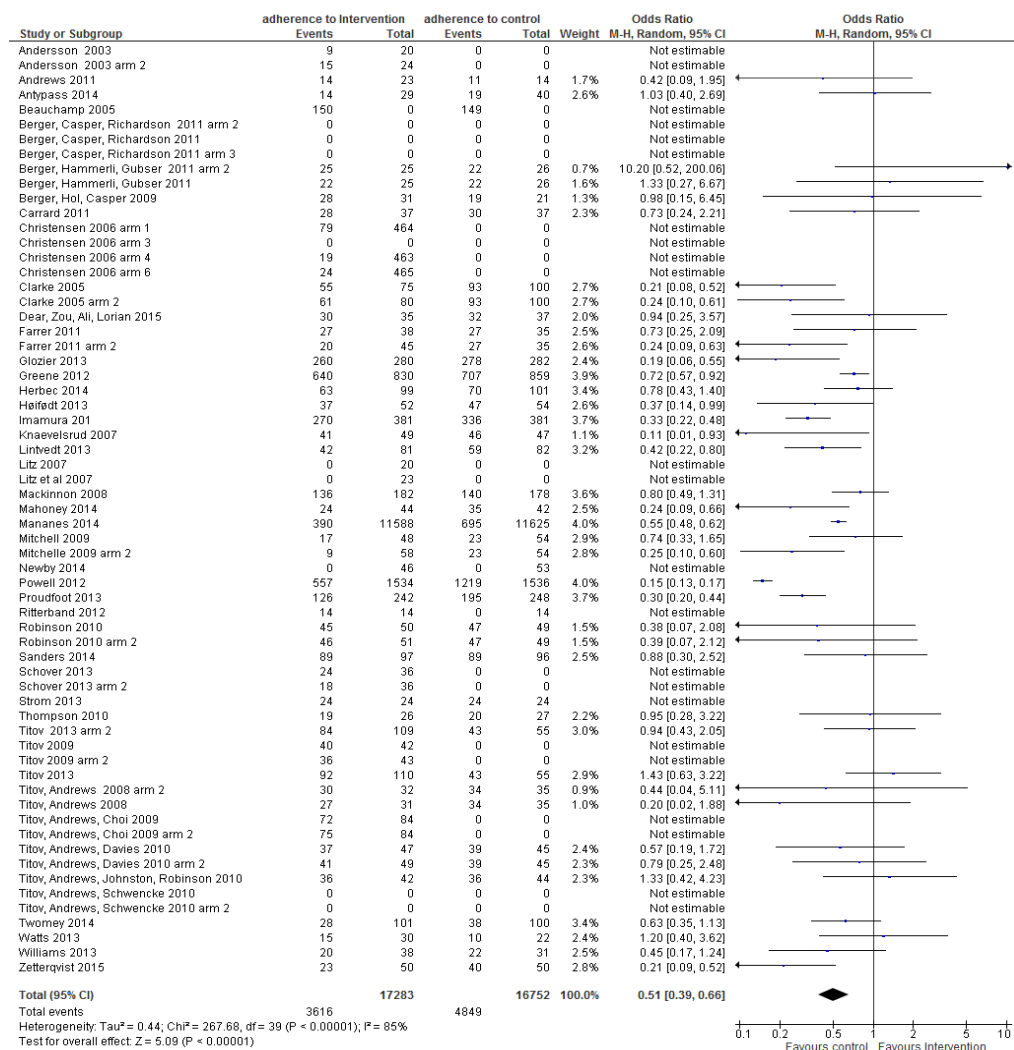 adherence to Intervention adherence to control Odds Ratio Odds Ratio
Study or Subgroup Events Total Events Total Weight M-H, Random, 95% CI M-H, Random, 95% CI
Andersson 2003 9 20 0 0 Not estimable
Andersson 2003 arm 2 15 24 0 0 Not estimable
Andrews 2011 14 23 11 14 1.7% 0.42 [0.09, 1.95]
Antypass 2014 14 29 19 40 2.6% 1.03 [0.40, 2.69]
Beauchamp 2005 150 0 149 0 Not estimable
Berger, Casper, Richardson 2011 arm 2 0 0 0 0 Not estimable
Berger, Casper, Richardson 2011 0 0 0 0 Not estimable
Berger, Casper, Richardson 2011 arm 3 0 0 0 0 Not estimable
Berger, Hammerli, Gubser 2011 arm 2 25 25 22 26 0.7% 10.20 [0.52, 200.06]
Berger, Hammerli, Gubser 2011 22 25 22 26 1.6% 1.33 [0.27, 6.67]
Berger, Hol, Casper 2009 28 31 19 21 1.3% 0.98 [0.15, 6.45]
Carrard 2011 28 37 30 37 2.3% 0.73 [0.24, 2.21]
Christensen 2006 arm 1 79 464 0 0 Not estimable
Christensen 2006 arm 3 0 0 0 0 Not estimable
Christensen 2006 arm 4 19 463 0 0 Not estimable
Christensen 2006 arm 6 24 465 0 0 Not estimable
Clarke 2005 55 75 93 100 2.7% 0.21 [0.08, 0.52]
Clarke 2005 arm 2 61 80 93 100 2.7% 0.24 [0.10, 0.61]
Dear, Zou, Ali, Lorian 2015 30 35 32 37 2.0% 0.94 [0.25, 3.57]
Farrer 2011 27 38 27 35 2.4% 0.73 [0.25, 2.09]
Farrer 2011 arm 2 20 45 27 35 2.6% 0.24 [0.09, 0.63]
Glozier 2013 260 280 278 282 2.4% 0.19 [0.06, 0.55]
Greene 2012 640 830 707 859 3.9% 0.72 [0.57, 0.92]
Herbec 2014 63 99 70 101 3.4% 0.78 [0.43, 1.40]
Høifødt 2013 37 52 47 54 2.6% 0.37 [0.14, 0.99]
Imamura 201 270 381 336 381 3.7% 0.33 [0.22, 0.48]
Knaevelsrud 2007 41 49 46 47 1.1% 0.11 [0.01, 0.93]
Lintvedt 2013 42 81 59 82 3.2% 0.42 [0.22, 0.80]
Litz 2007 0 20 0 0 Not estimable
Litz et al 2007 0 23 0 0 Not estimable
Mackinnon 2008 136 182 140 178 3.6% 0.80 [0.49, 1.31]
Mahoney 2014 24 44 35 42 2.5% 0.24 [0.09, 0.66]
Mananes 2014 390 11588 695 11625 4.0% 0.55 [0.48, 0.62]
Mitchell 2009 17 48 23 54 2.9% 0.74 [0.33, 1.65]
Mitchelle 2009 arm 2 9 58 23 54 2.8% 0.25 [0.10, 0.60]
Newby 2014 0 46 0 53 Not estimable
Powell 2012 557 1534 1219 1536 4.0% 0.15 [0.13, 0.17]
Proudfoot 2013 126 242 195 248 3.7% 0.30 [0.20, 0.44]
Ritterband 2012 14 14 0 14 Not estimable
Robinson 2010 45 50 47 49 1.5% 0.38 [0.07, 2.08]
Robinson 2010 arm 2 46 51 47 49 1.5% 0.39 [0.07, 2.12]
Sanders 2014 89 97 89 96 2.5% 0.88 [0.30, 2.52]
Schover 2013 24 36 0 0 Not estimable
Schover 2013 arm 2 18 36 0 0 Not estimable
Strom 2013 24 24 24 24 Not estimable
Thompson 2010 19 26 20 27 2.2% 0.95 [0.28, 3.22]
Titov 2013 arm 2 84 109 43 55 3.0% 0.94 [0.43, 2.05]
Titov 2009 40 42 0 0 Not estimable
Titov 2009 arm 2 36 43 0 0 Not estimable
Titov 2013 92 110 43 55 2.9% 1.43 [0.63, 3.22]
Titov, Andrews 2008 arm 2 30 32 34 35 0.9% 0.44 [0.04, 5.11]
Titov, Andrews 2008 27 31 34 35 1.0% 0.20 [0.02, 1.88]
Titov, Andrews, Choi 2009 72 84 0 0 Not estimable
Titov, Andrews, Choi 2009 arm 2 75 84 0 0 Not estimable
Titov, Andrews, Davies 2010 37 47 39 45 2.4% 0.57 [0.19, 1.72]
Titov, Andrews, Davies 2010 arm 2 41 49 39 45 2.3% 0.79 [0.25, 2.48]
Titov, Andrews, Johnston, Robinson 2010 36 42 36 44 2.3% 1.33 [0.42, 4.23]
Titov, Andrews, Schwencke 2010 0 0 0 0 Not estimable
Titov, Andrews, Schwencke 2010 arm 2 0 0 0 0 Not estimable
Twomey 2014 28 101 38 100 3.4% 0.63 [0.35, 1.13]
Watts 2013 15 30 10 22 2.4% 1.20 [0.40, 3.62]
Williams 2013 20 38 22 31 2.6% 0.45 [0.17, 1.24]
Zetterqvist 2015 23 50 40 50 2.8% 0.21 [0.09, 0.52]
Total (95% CI) 17283 16752 100.0% 0.51 [0.39, 0.66]
Total events 3616 4849
Heterogeneity: Tau² = 0.44; Chi² = 267.68, df = 39 (P < 0.00001); I² = 85%
Test for overall effect: Z = 5.09 (P < 0.00001)
0.1 0.2 0.5 1 2 5 10
Favours control Favours Intervention